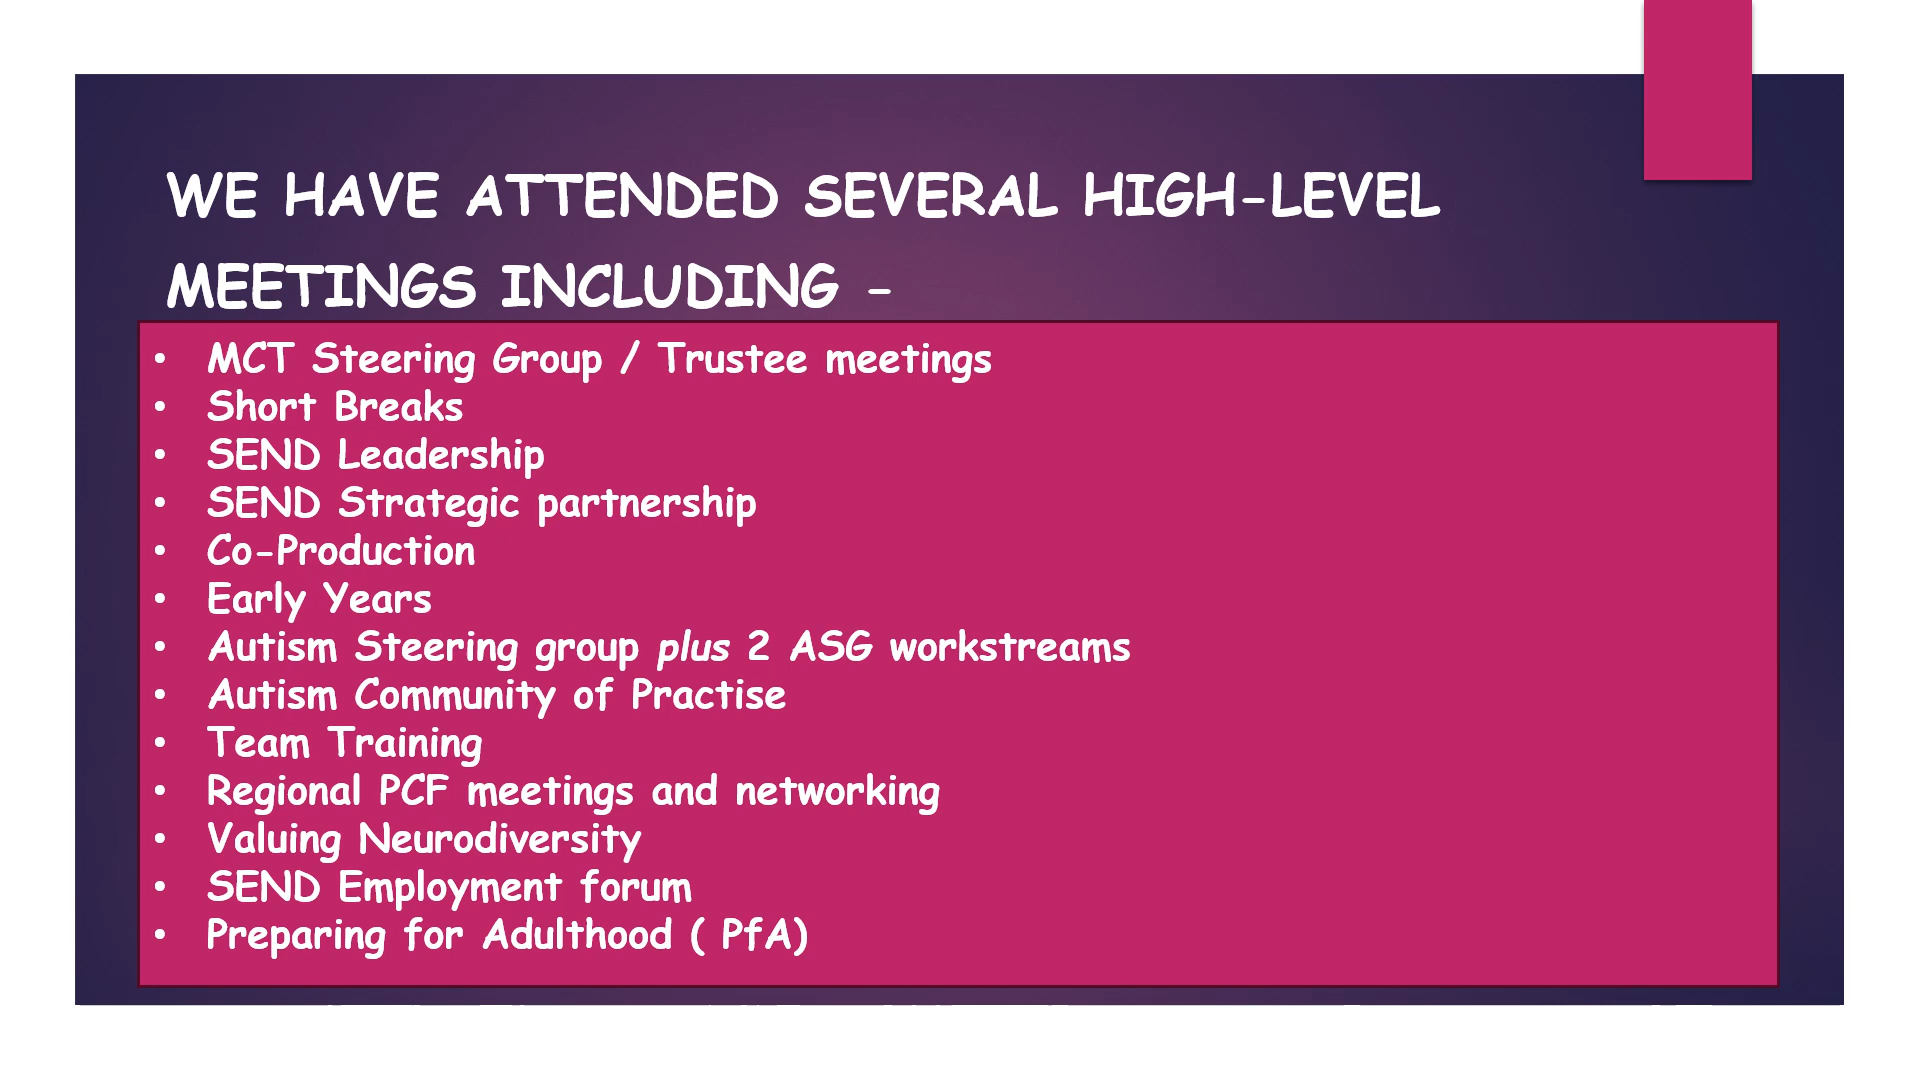 WE HAVE ATTENDED SEVERAL HIGH-LEVEL
MEETINGS INCLUDING -
• MCT Steering Group / Trustee meetings
• Short Breaks
• SEND Leadership
• SEND Strategic partnership
• Co-Production
• Early Years
• Autism Steering group plus 2 ASG workstreams
• Autism Community of Practise
• Team Training
• Regional PCF meetings and networking
• Valuing Neurodiversity
• SEND Employment forum
• Preparing for Adulthood ( PfA)